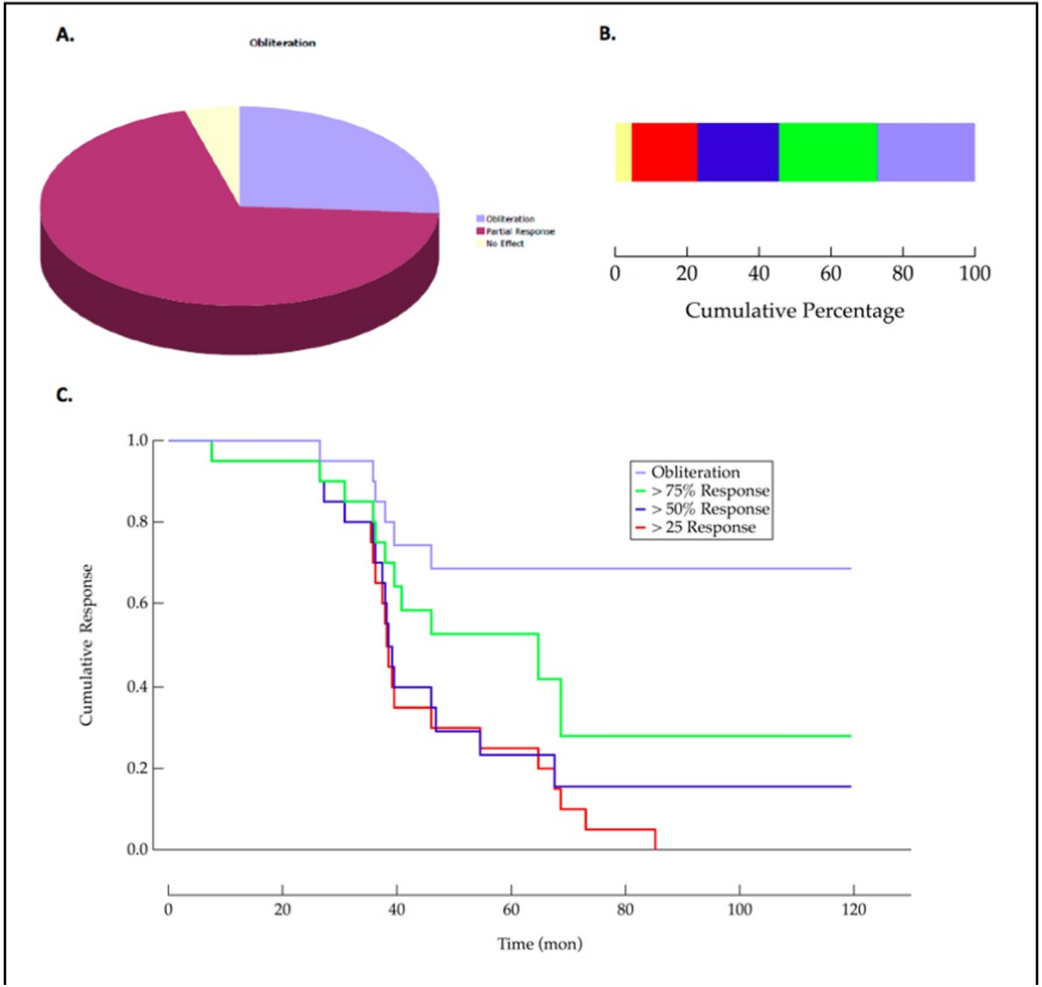 A.
Obliteration
Obliteration
Partial Response
No Effect
B.
0 20 40 60 80 100
Cumulative Percentage
C.
1.0
0.8
0.6
0.4
0.2
0.0
Cumulative Response
Obliteration
> 75% Response
> 50% Response
> 25 Response
0 20 40 60 80 100 120
Time (mon)